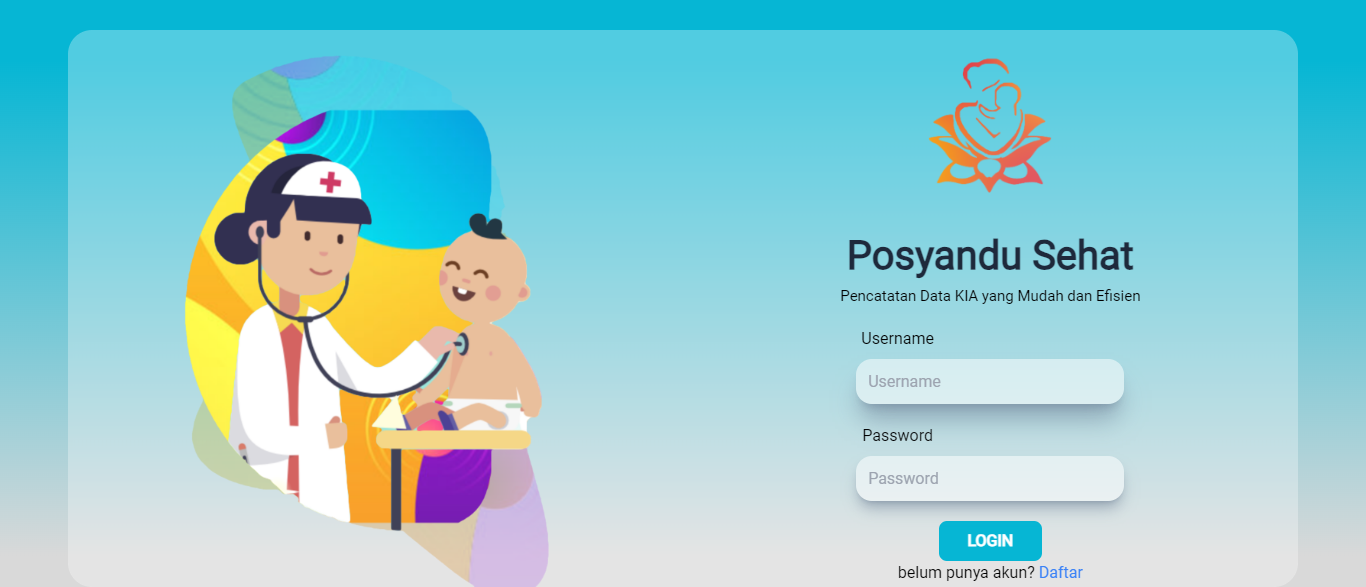 Posyandu Sehat
Pencatatan Data KIA yang Mudah dan Efisien
Username
Username
Password
Password
LOGIN
belum punya akun? Daftar